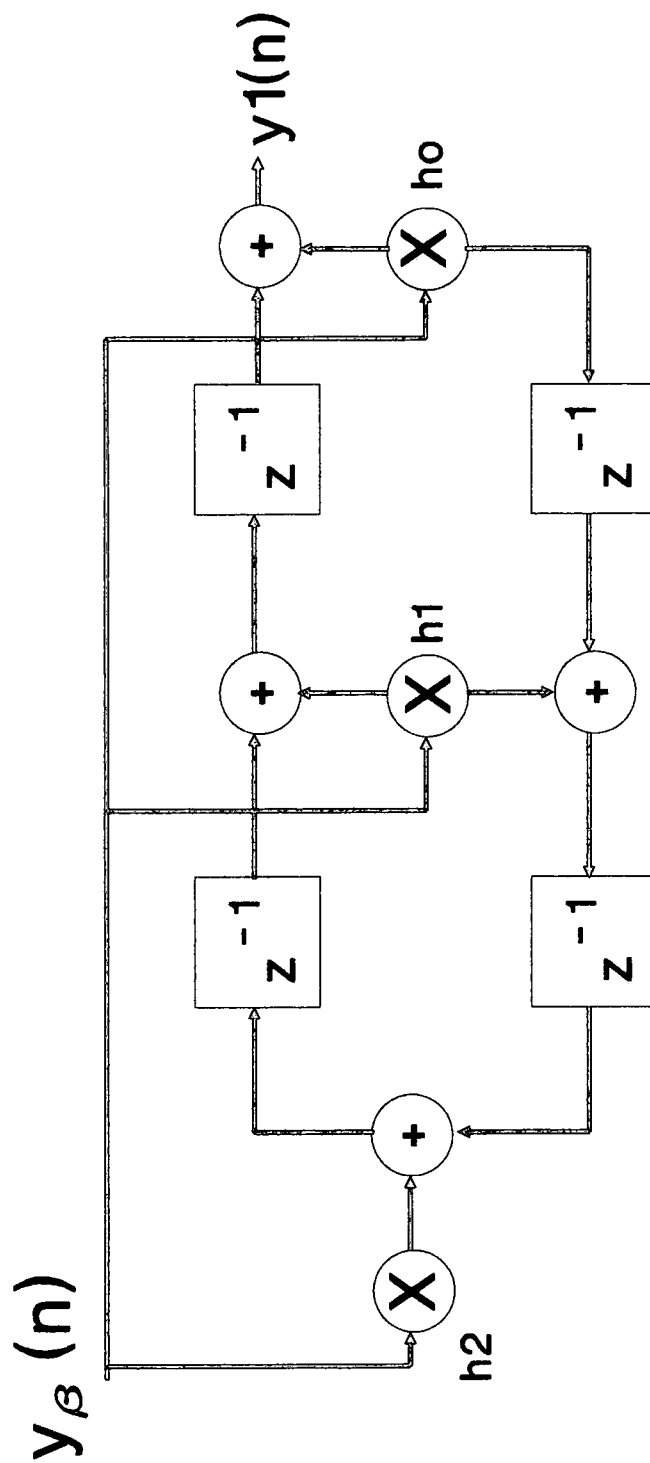 yβ (n)
z⁻¹
z⁻¹
+
+
y1(n)
h2
X
+
X
h1
X
ho
z⁻¹
+
z⁻¹